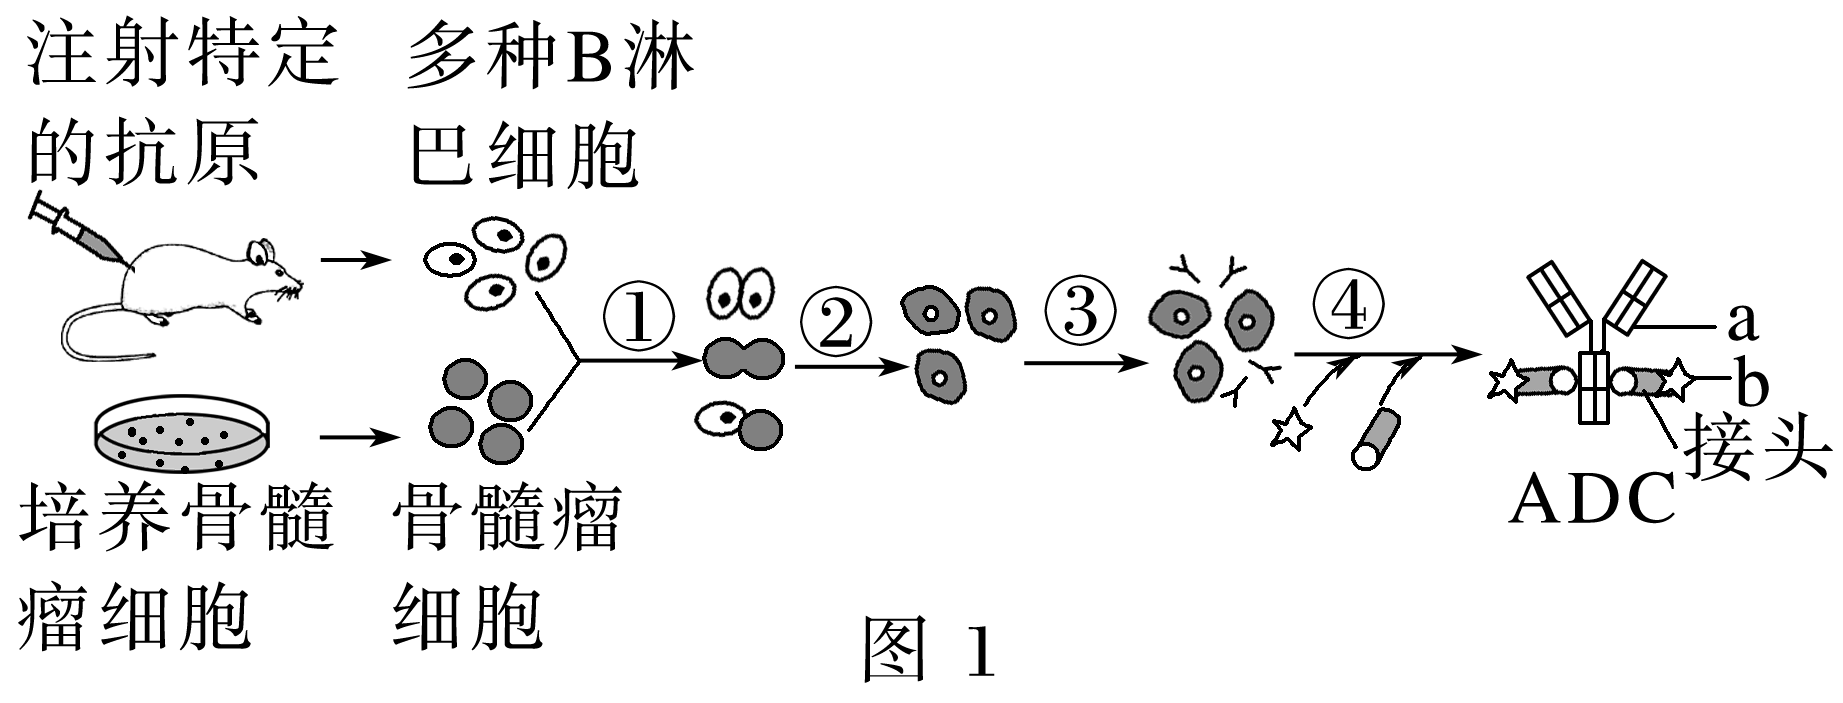 注射特定
的抗原
多种B淋
巴细胞
① ② ③ ④
a
b
接头
ADC
培养骨髓
瘤细胞
骨髓瘤
细胞
图 1